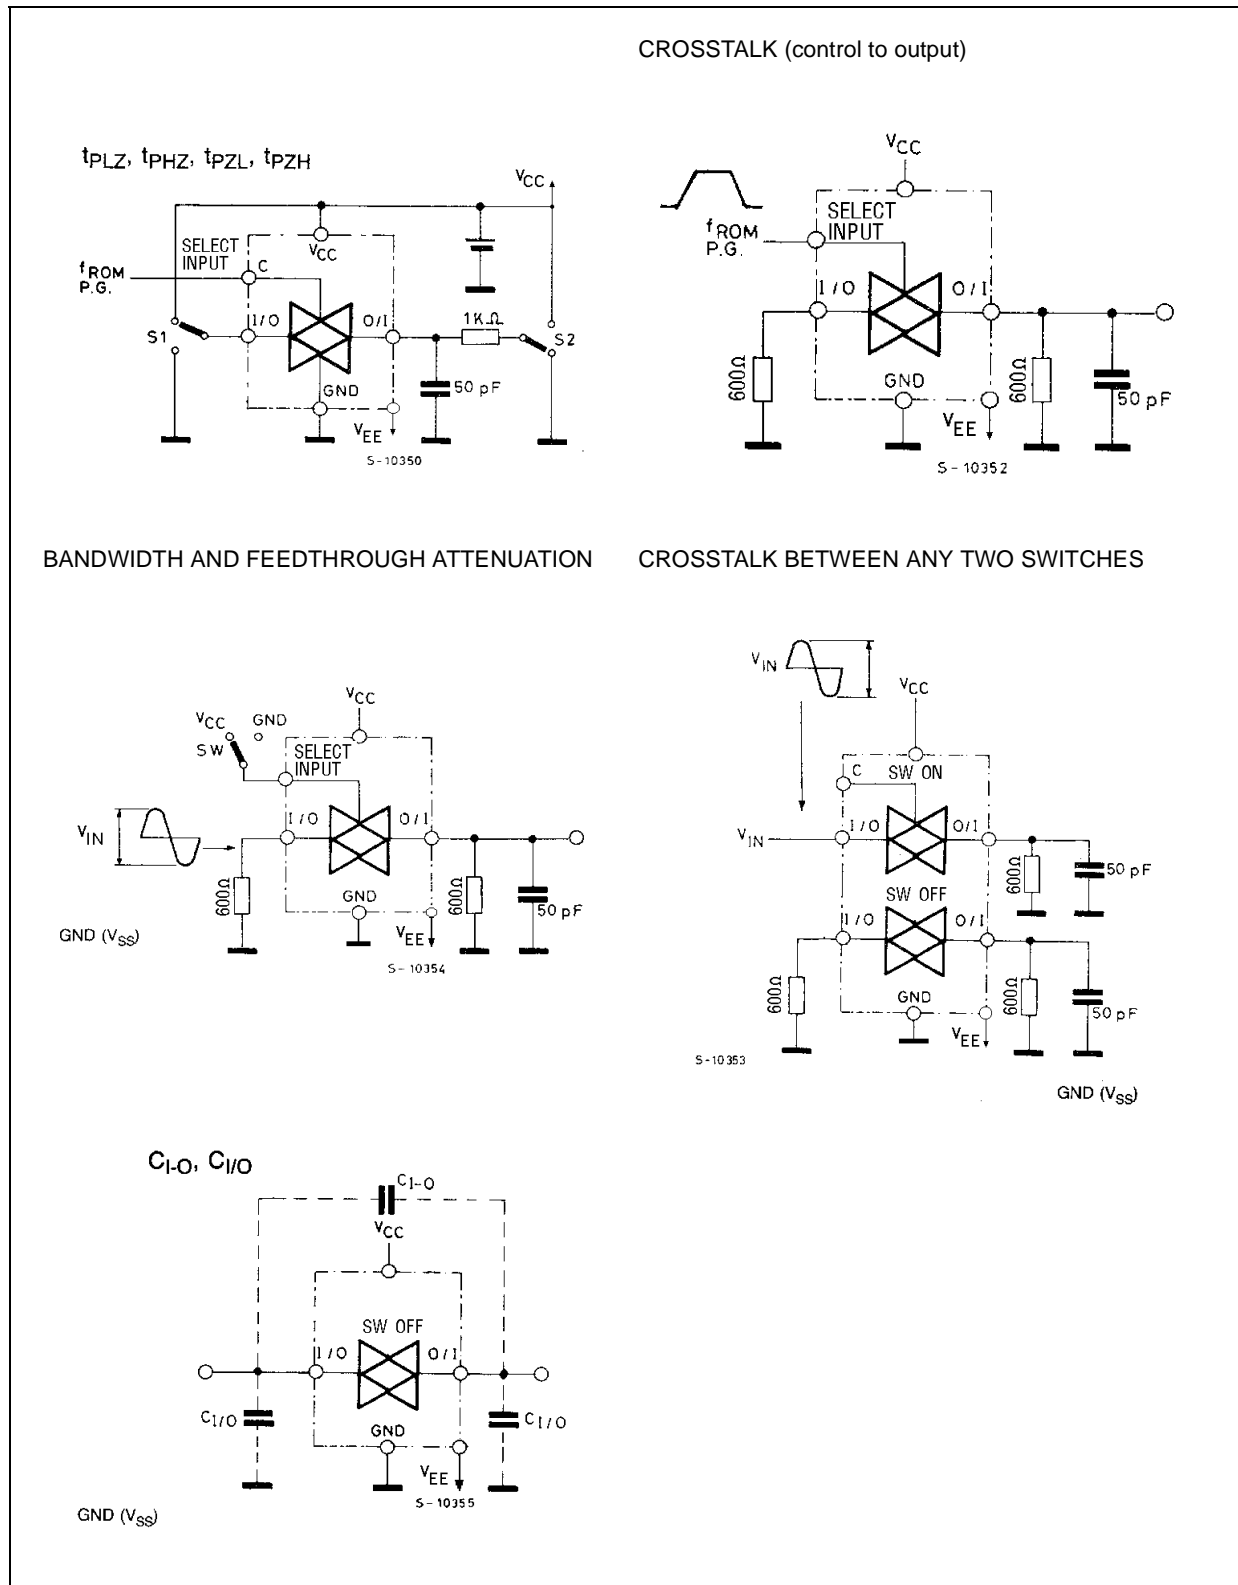 CROSSTALK (control to output)
tPLZ, tPHZ, tPZL, tPZH
VCC
SELECT
INPUT
VCC
fROM
P.G.
C
I/O
O/I
1KΩ
S1
S2
GND
50 pF
VEE
S-10350
VCC
SELECT
INPUT
fROM
P.G.
I/O
O/I
600Ω
GND
600Ω
50 pF
VEE
S-10352
BANDWIDTH AND FEEDTHROUGH ATTENUATION
CROSSTALK BETWEEN ANY TWO SWITCHES
VCC
VCC
GND
SW
SELECT
INPUT
VIN
I/O
O/I
600Ω
GND
600Ω
50 pF
VEE
GND (VSS)
S-10354
VIN
VCC
C
SW ON
VIN
I/O
O/I
600Ω
50 pF
SW OFF
I/O
O/I
600Ω
GND
600Ω
50 pF
VEE
S-10353
GND (VSS)
CI-O, CI/O
CI-O
VCC
SW OFF
I/O
O/I
CI/O
GND
CI/O
VEE
S-10355
GND (VSS)